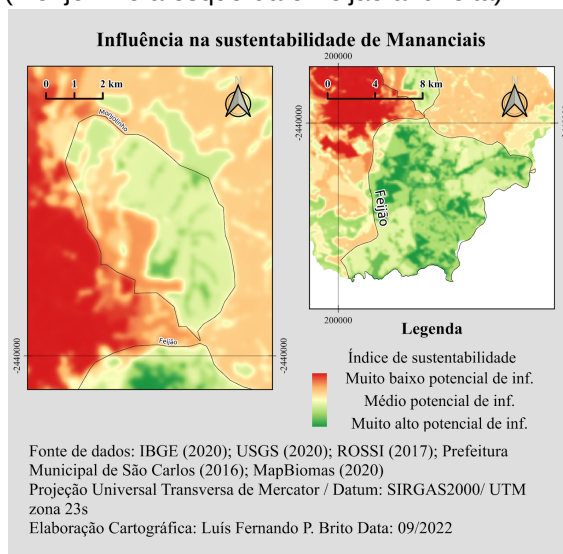 Influência na sustentabilidade de Mananciais
0 1 2 km
N
Monjolinho
Feijão
-2440000
200000
0 4 8 km
N
Feijão
-2440000
200000
Legenda
Índice de sustentabilidade
Muito baixo potencial de inf.
Médio potencial de inf.
Muito alto potencial de inf.
Fonte de dados: IBGE (2020); USGS (2020); ROSSI (2017); Prefeitura
Municipal de São Carlos (2016); MapBiomas (2020)
Projeção Universal Transversa de Mercator / Datum: SIRGAS2000/ UTM
zona 23s
Elaboração Cartográfica: Luís Fernando P. Brito Data: 09/2022